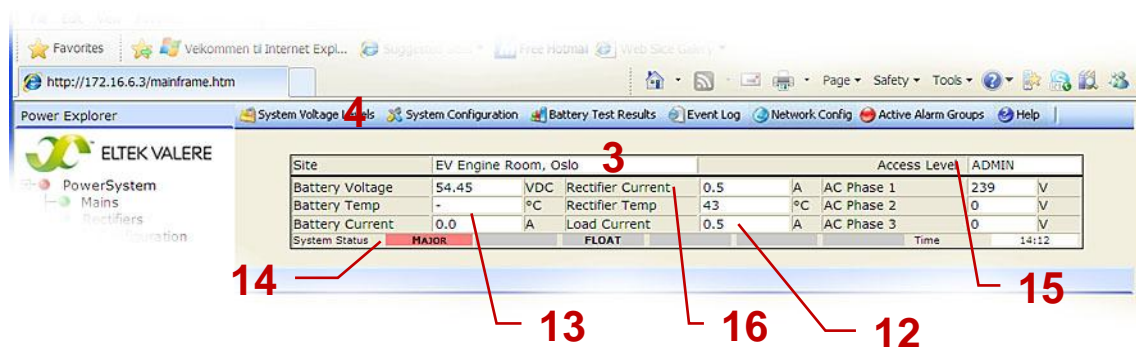 Favorites Velkommen til Internet Expl... Free Hotmail Web Slice Gallery
http://172.16.6.3/mainframe.htm Page Safety Tools
Power Explorer System Voltage Levels System Configuration Battery Test Results Event Log Network Config Active Alarm Groups Help
4
ELTEK VALERE
PowerSystem
Mains
Rectifiers
Site EV Engine Room, Oslo Access Level ADMIN
3
Battery Voltage 54.45 VDC Rectifier Current 0.5 A AC Phase 1 239 V
Battery Temp - °C Rectifier Temp 43 °C AC Phase 2 0 V
Battery Current 0.0 A Load Current 0.5 A AC Phase 3 0 V
System Status MAJOR FLOAT Time 14:12
14 15
13 16 12